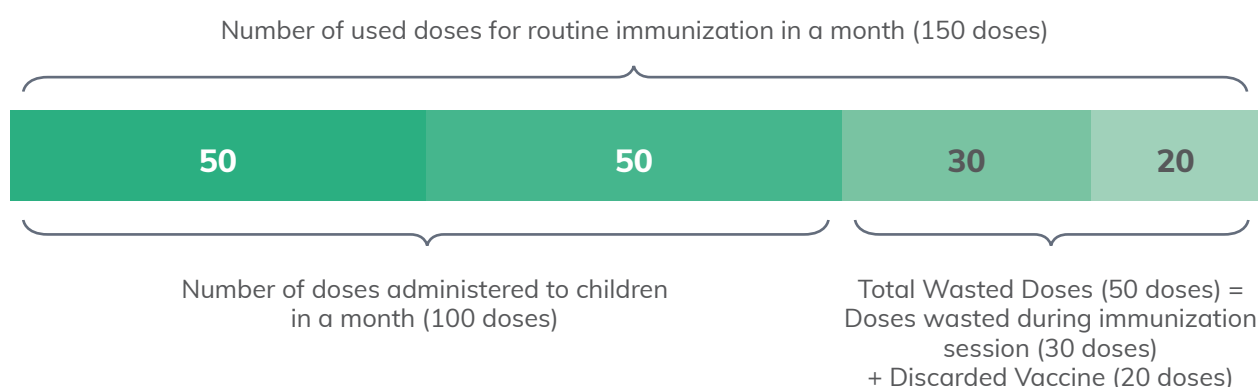 Number of used doses for routine immunization in a month (150 doses)
50 50 30 20
Number of doses administered to children
in a month (100 doses)
Total Wasted Doses (50 doses) =
Doses wasted during immunization
session (30 doses)
+ Discarded Vaccine (20 doses)